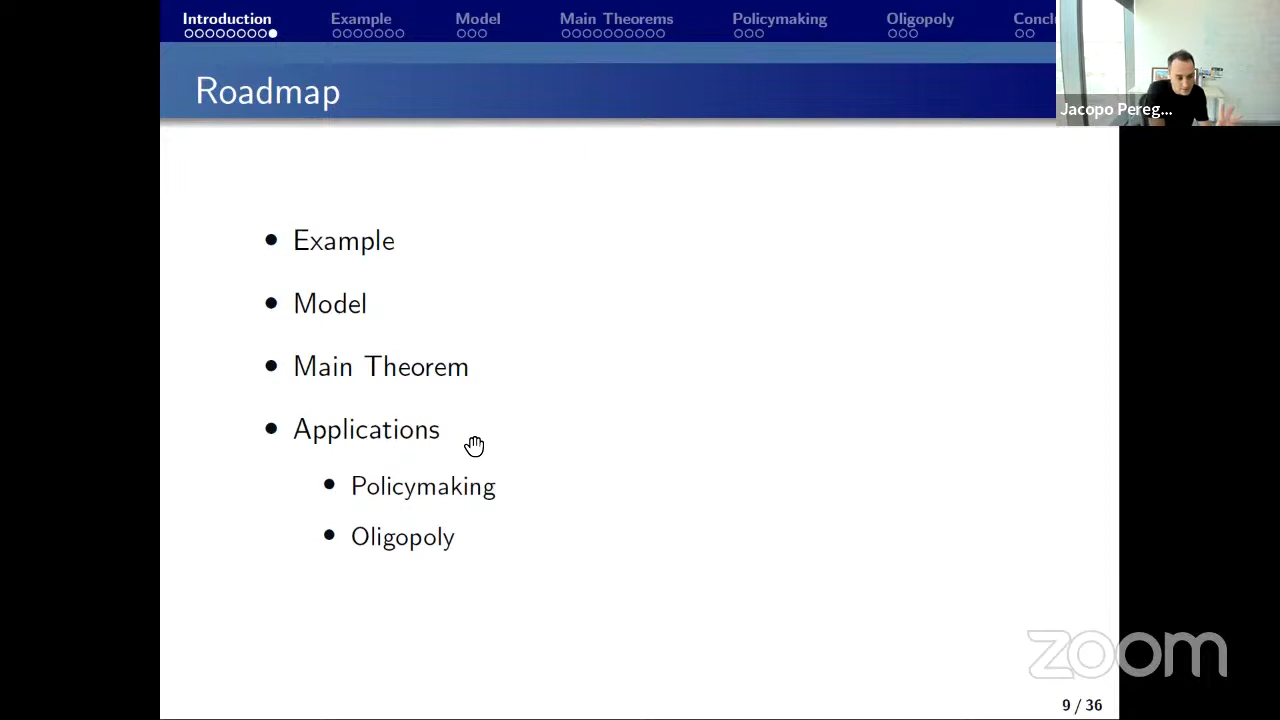 Introduction Example Model Main Theorems Policymaking Oligopoly Conclu
Jacopo Pereg...
Roadmap
Example
Model
Main Theorem
Applications
Policymaking
Oligopoly
zoom
9 / 36